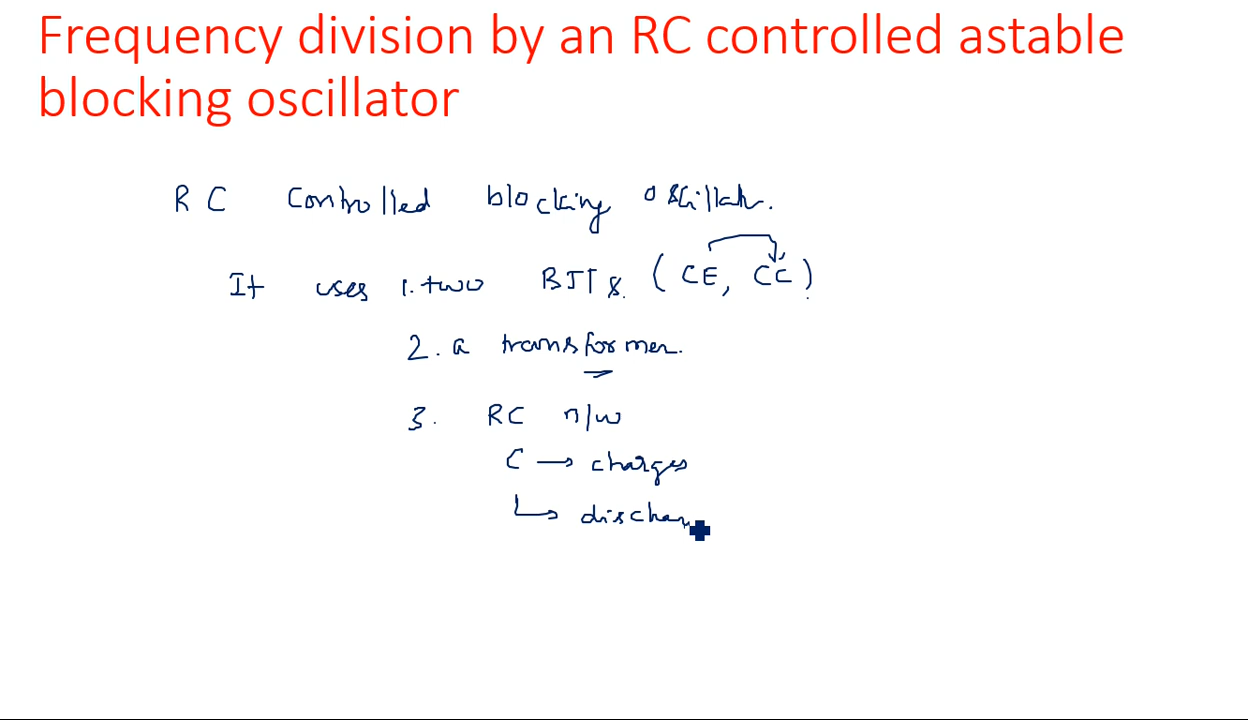 Frequency division by an RC controlled astable
blocking oscillator
RC controlled blocking oscillator.
It uses 1. two BJTs. (CE, CC)
2. a transformer.
3. RC n/w
C → charges
↳ dischar